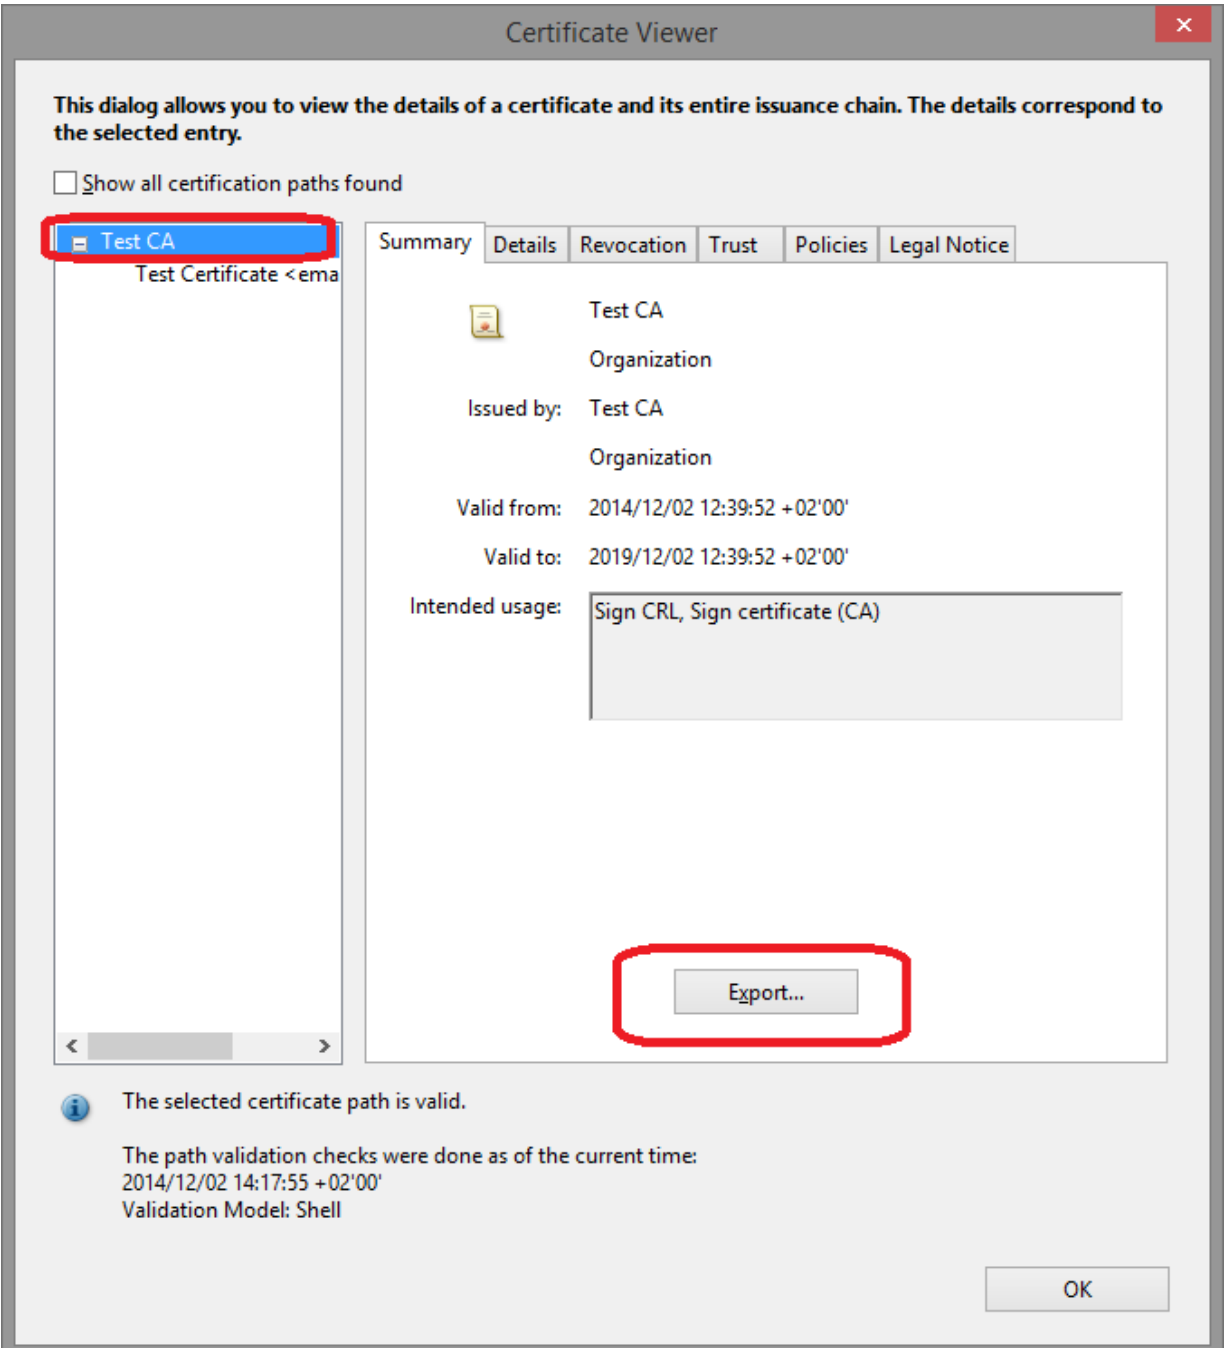 Certificate Viewer
This dialog allows you to view the details of a certificate and its entire issuance chain. The details correspond to
the selected entry.
Show all certification paths found
Test CA
Test Certificate <ema
Summary Details Revocation Trust Policies Legal Notice
Test CA
Organization
Issued by: Test CA
Organization
Valid from: 2014/12/02 12:39:52 +02'00'
Valid to: 2019/12/02 12:39:52 +02'00'
Intended usage: Sign CRL, Sign certificate (CA)
Export...
The selected certificate path is valid.
The path validation checks were done as of the current time:
2014/12/02 14:17:55 +02'00'
Validation Model: Shell
OK